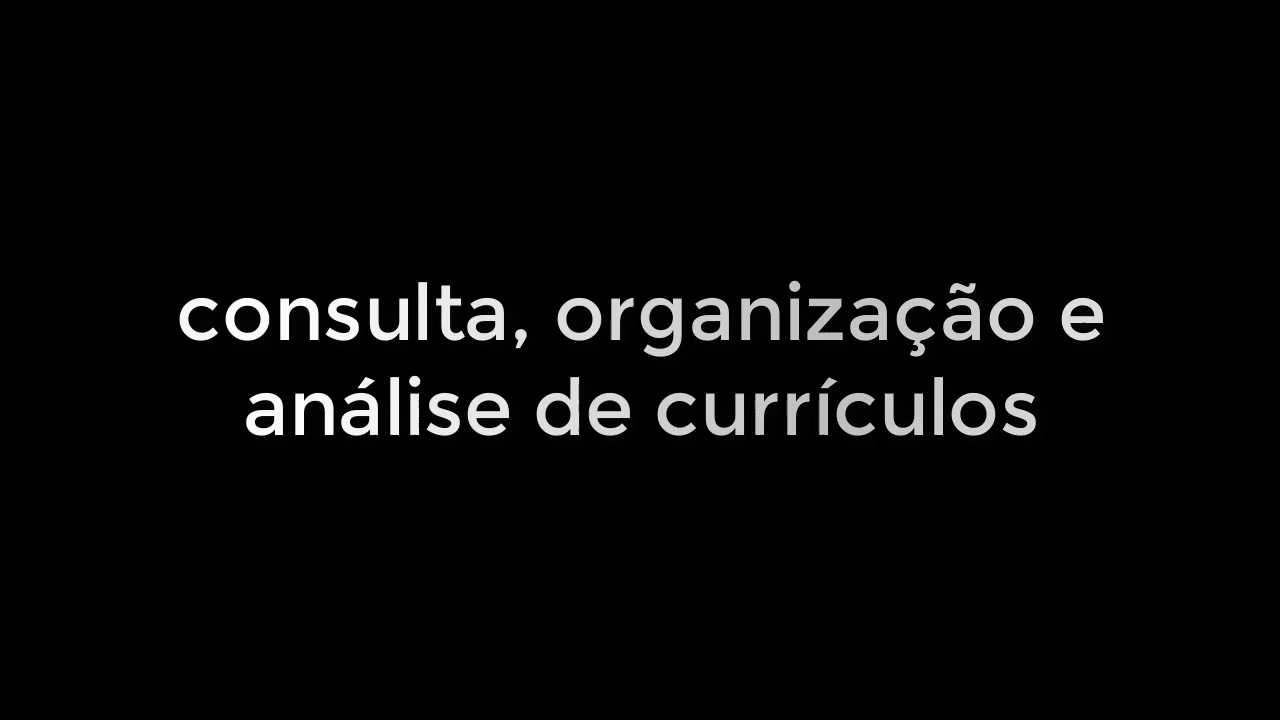 consulta, organização e
análise de currículos